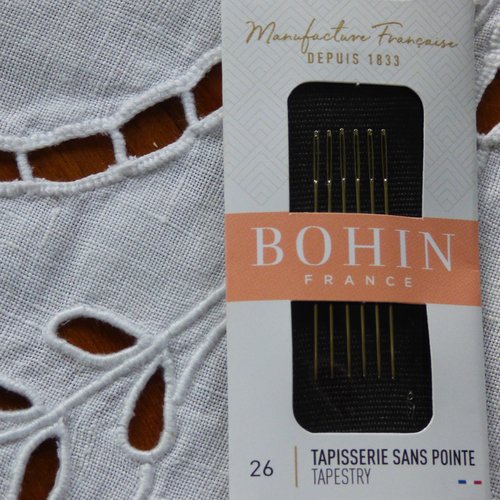 Manufacture Française
DEPUIS 1833
BOHIN
FRANCE
26 TAPISSERIE SANS POINTE
TAPESTRY